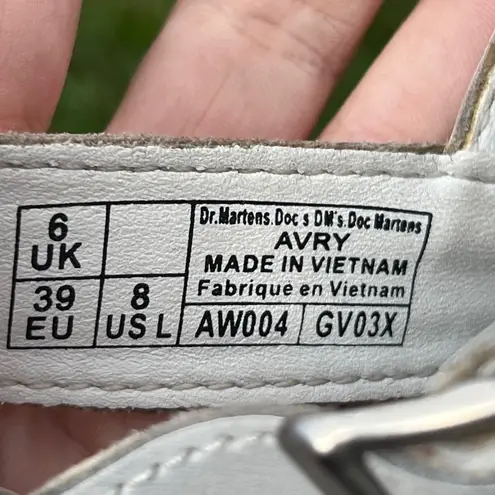 6 UK
39 EU
8 US L
Dr.Martens.Doc s DM's.Doc Martens
AVRY
MADE IN VIETNAM
Fabriqué en Vietnam
AW004 GV03X